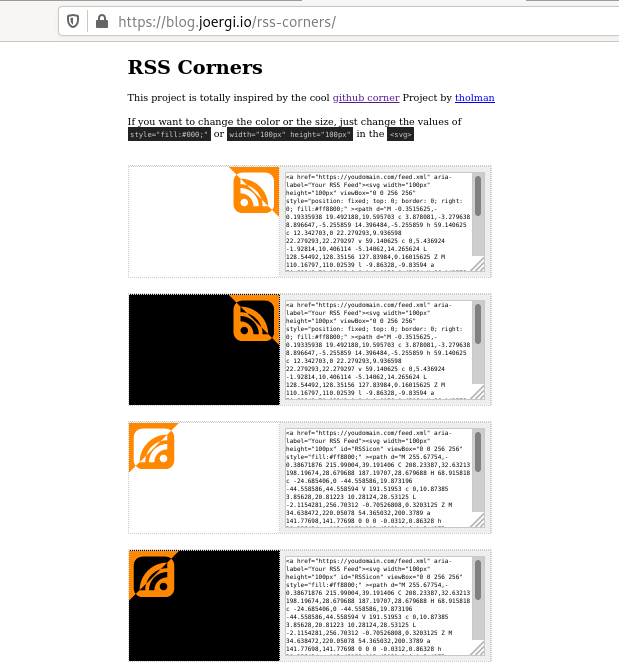 https://blog.joergi.io/rss-corners/
RSS Corners
This project is totally inspired by the cool github corner Project by tholman
If you want to change the color or the size, just change the values of
style="fill:#000;" or width="100px" height="100px" in the <svg>
<a href="https://youdomain.com/feed.xml" aria-
label="Your RSS Feed"><svg width="100px"
height="100px" viewBox="0 0 256 256"
style="position: fixed; top: 0; border: 0; right:
0; fill:#ff8800;" ><path d="M -0.3515625,-
0.19335938 19.492188,19.595703 c 3.878081,-3.279638
8.896647,-5.255859 14.396484,-5.255859 h 59.140625
c 12.342703,0 22.279293,9.936598
22.279293,22.279297 v 59.140625 c 0,5.436924
-1.92814,10.406114 -5.14062,14.265624 L
128.54492,128.35156 127.83984,0.16015625 Z M
110.16797,110.02539 l -9.86328,-9.83594 a
<a href="https://youdomain.com/feed.xml" aria-
label="Your RSS Feed"><svg width="100px"
height="100px" viewBox="0 0 256 256"
style="position: fixed; top: 0; border: 0; right:
0; fill:#ff8800;" ><path d="M -0.3515625,-
0.19335938 19.492188,19.595703 c 3.878081,-3.279638
8.896647,-5.255859 14.396484,-5.255859 h 59.140625
c 12.342703,0 22.279293,9.936598
22.279293,22.279297 v 59.140625 c 0,5.436924
-1.92814,10.406114 -5.14062,14.265624 L
128.54492,128.35156 127.83984,0.16015625 Z M
110.16797,110.02539 l -9.86328,-9.83594 a
<a href="https://youdomain.com/feed.xml" aria-
label="Your RSS Feed"><svg width="100px"
height="100px" id="RSSicon" viewBox="0 0 256 256"
style="fill:#ff8800;" ><path d="M 255.67754,-
0.38671876 215.99004,39.191406 C 208.23387,32.63213
198.19674,28.679688 187.19707,28.679688 H 68.915818
c -24.685406,0 -44.558586,19.873196
-44.558586,44.558594 V 191.51953 c 0,10.87385
3.85628,20.81223 10.28124,28.53125 L
-2.1154281,256.70312 -0.70526808,0.3203125 Z M
34.638472,220.05078 54.365032,200.3789 a
141.77698,141.77698 0 0 0 -0.0312,0.86328 h
<a href="https://youdomain.com/feed.xml" aria-
label="Your RSS Feed"><svg width="100px"
height="100px" id="RSSicon" viewBox="0 0 256 256"
style="fill:#ff8800;" ><path d="M 255.67754,-
0.38671876 215.99004,39.191406 C 208.23387,32.63213
198.19674,28.679688 187.19707,28.679688 H 68.915818
c -24.685406,0 -44.558586,19.873196
-44.558586,44.558594 V 191.51953 c 0,10.87385
3.85628,20.81223 10.28124,28.53125 L
-2.1154281,256.70312 -0.70526808,0.3203125 Z M
34.638472,220.05078 54.365032,200.3789 a
141.77698,141.77698 0 0 0 -0.0312,0.86328 h